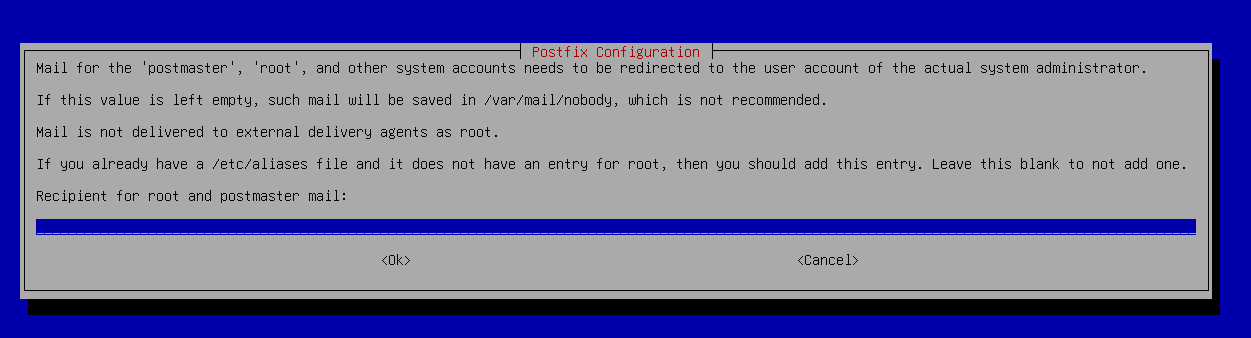 Postfix Configuration
Mail for the 'postmaster', 'root', and other system accounts needs to be redirected to the user account of the actual system administrator.
If this value is left empty, such mail will be saved in /var/mail/nobody, which is not recommended.
Mail is not delivered to external delivery agents as root.
If you already have a /etc/aliases file and it does not have an entry for root, then you should add this entry. Leave this blank to not add one.
Recipient for root and postmaster mail:
<Ok> <Cancel>